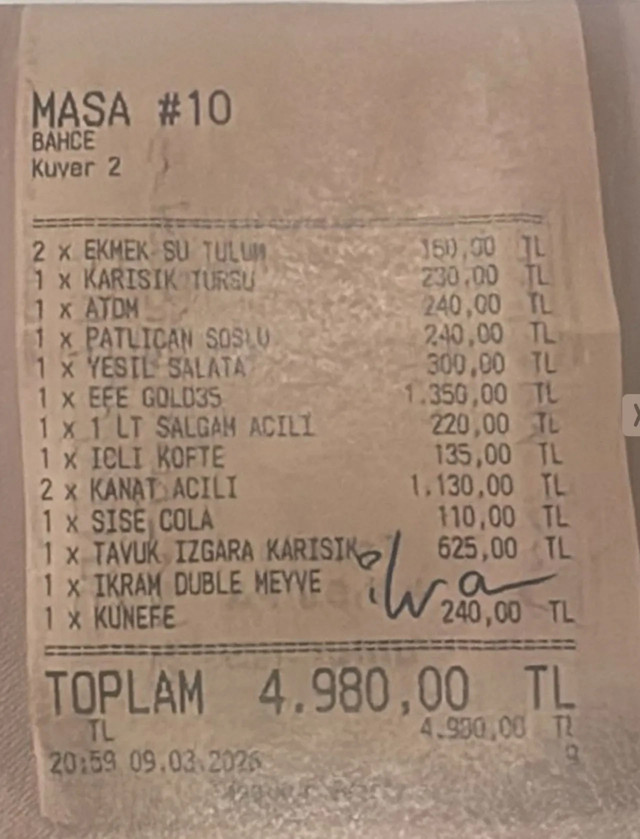 MASA #10
BAHCE
Kuver 2
2 x EKMEK SU TULUM 160,00 TL
1 x KARISIK TURSU 230,00 TL
1 x ATOM 240,00 TL
1 x PATLICAN SOSLU 240,00 TL
1 x YESIL SALATA 300,00 TL
1 x EFE GOLD35 1.350,00 TL
1 x 1 LT SALGAM ACILI 220,00 TL
1 x ICLI KOFTE 135,00 TL
2 x KANAT ACILI 1.130,00 TL
1 x SISE COLA 110,00 TL
1 x TAVUK IZGARA KARISIK 625,00 TL
1 x IKRAM DUBLE MEYVE
1 x KUNEFE 240,00 TL
TOPLAM 4.980,00 TL
TL 4.980,00 TL
20:59 09.03.2026 9